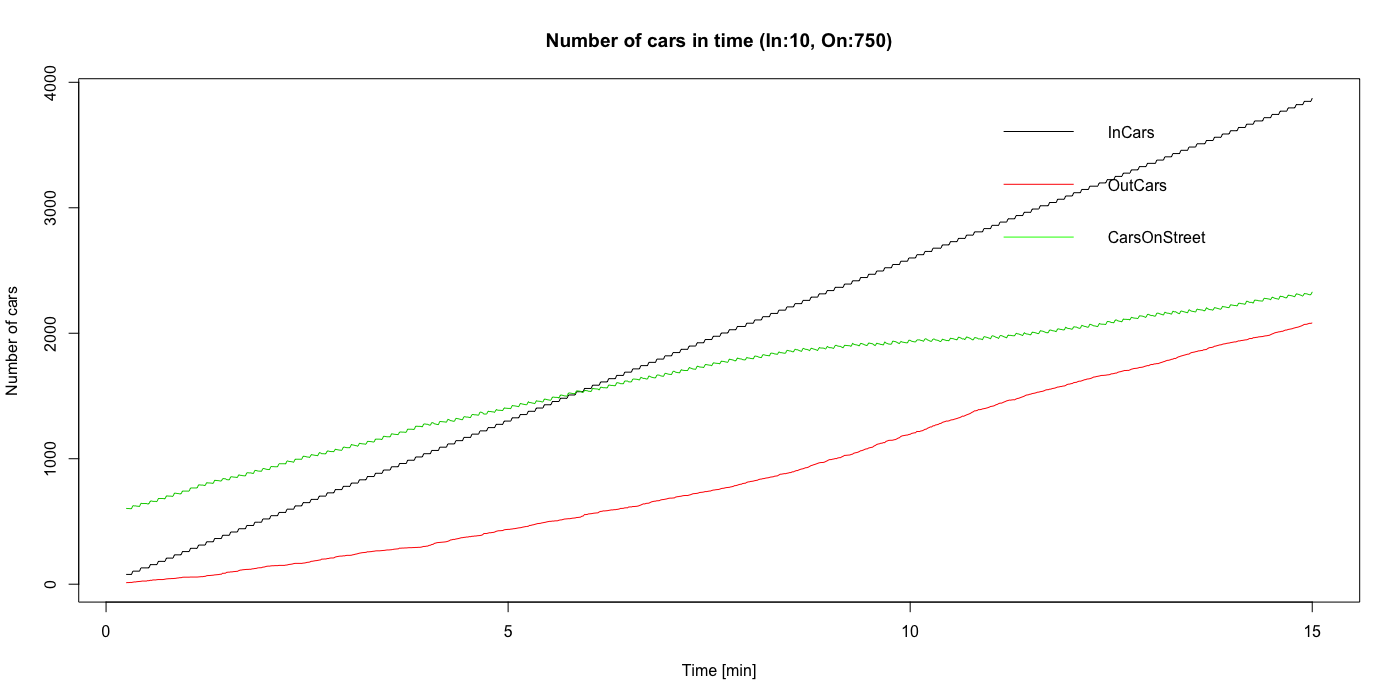 Number of cars in time (In:10, On:750)
Number of cars
4000
3000
2000
1000
0
InCars
OutCars
CarsOnStreet
0 5 10 15
Time [min]